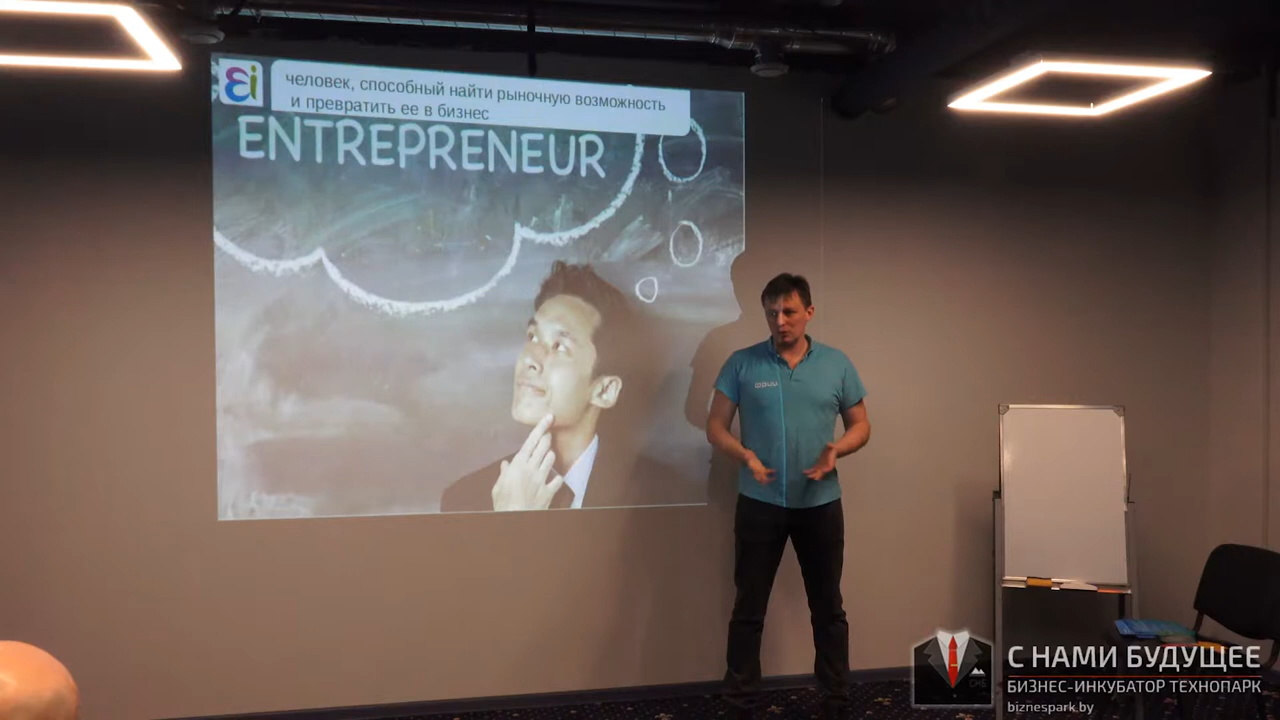 человек, способный найти рыночную возможность
и превратить ее в бизнес
ENTREPRENEUR
С НАМИ БУДУЩЕЕ
БИЗНЕС-ИНКУБАТОР ТЕХНОПАРК
biznespark.by